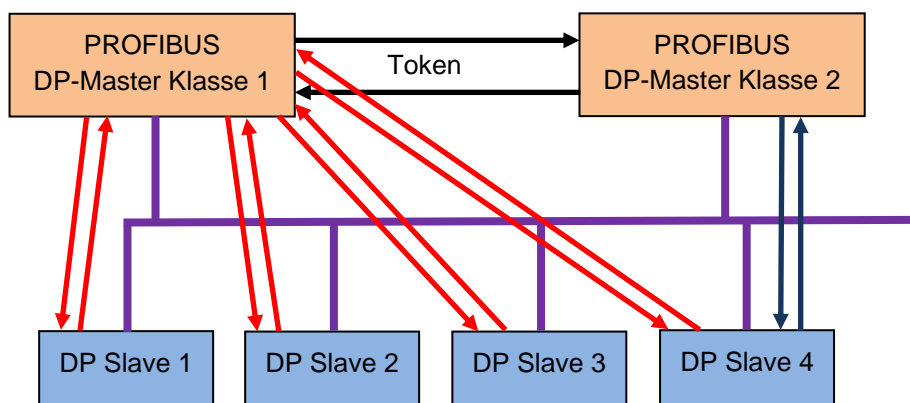 PROFIBUS
DP-Master Klasse 1
Token
PROFIBUS
DP-Master Klasse 2
DP Slave 1
DP Slave 2
DP Slave 3
DP Slave 4